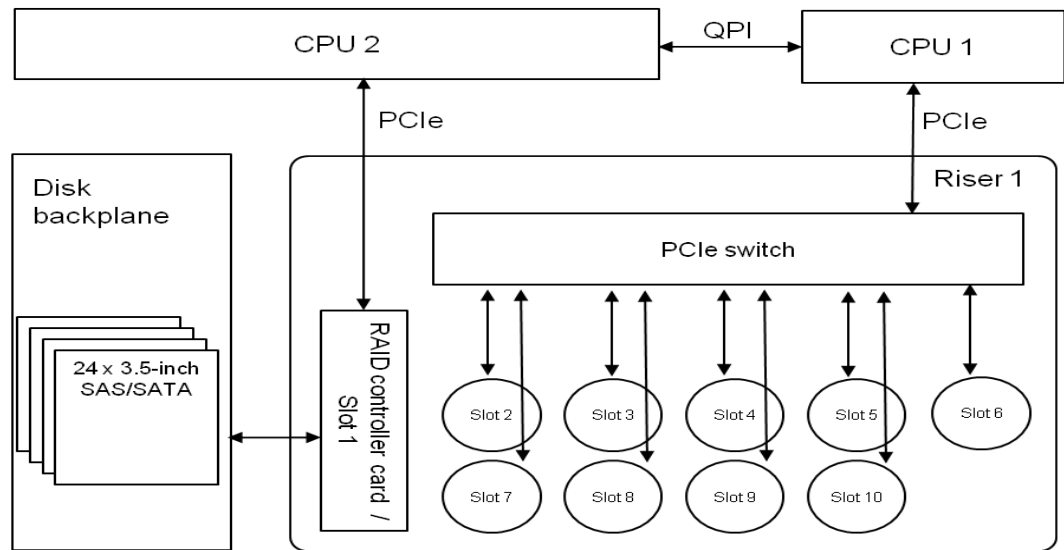 CPU 2
QPI
CPU 1
PCIe
PCIe
Disk
backplane
Riser 1
PCIe switch
RAID controller card /
Slot 1
24 x 3.5-inch
SAS/SATA
Slot 2
Slot 3
Slot 4
Slot 5
Slot 6
Slot 7
Slot 8
Slot 9
Slot 10